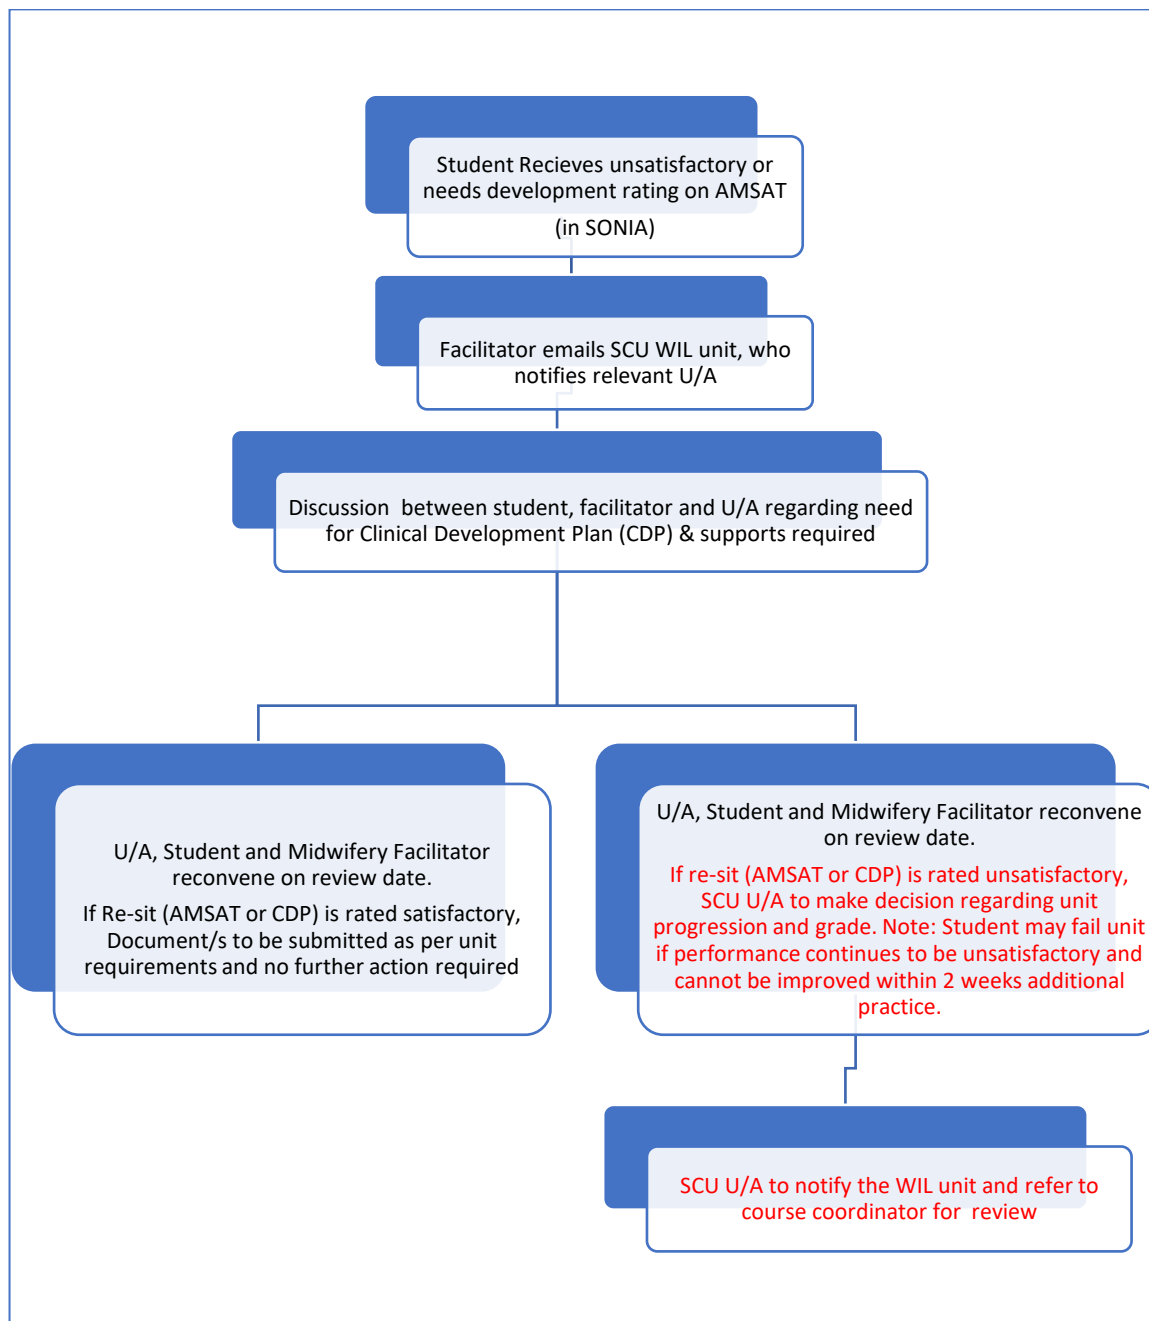 Student Recieves unsatisfactory or
needs development rating on AMSAT
(in SONIA)
Facilitator emails SCU WIL unit, who
notifies relevant U/A
Discussion between student, facilitator and U/A regarding need
for Clinical Development Plan (CDP) & supports required
U/A, Student and Midwifery Facilitator
reconvene on review date.
If Re-sit (AMSAT or CDP) is rated satisfactory,
Document/s to be submitted as per unit
requirements and no further action required
U/A, Student and Midwifery Facilitator reconvene
on review date.
If re-sit (AMSAT or CDP) is rated unsatisfactory,
SCU U/A to make decision regarding unit
progression and grade. Note: Student may fail unit
if performance continues to be unsatisfactory and
cannot be improved within 2 weeks additional
practice.
SCU U/A to notify the WIL unit and refer to
course coordinator for review